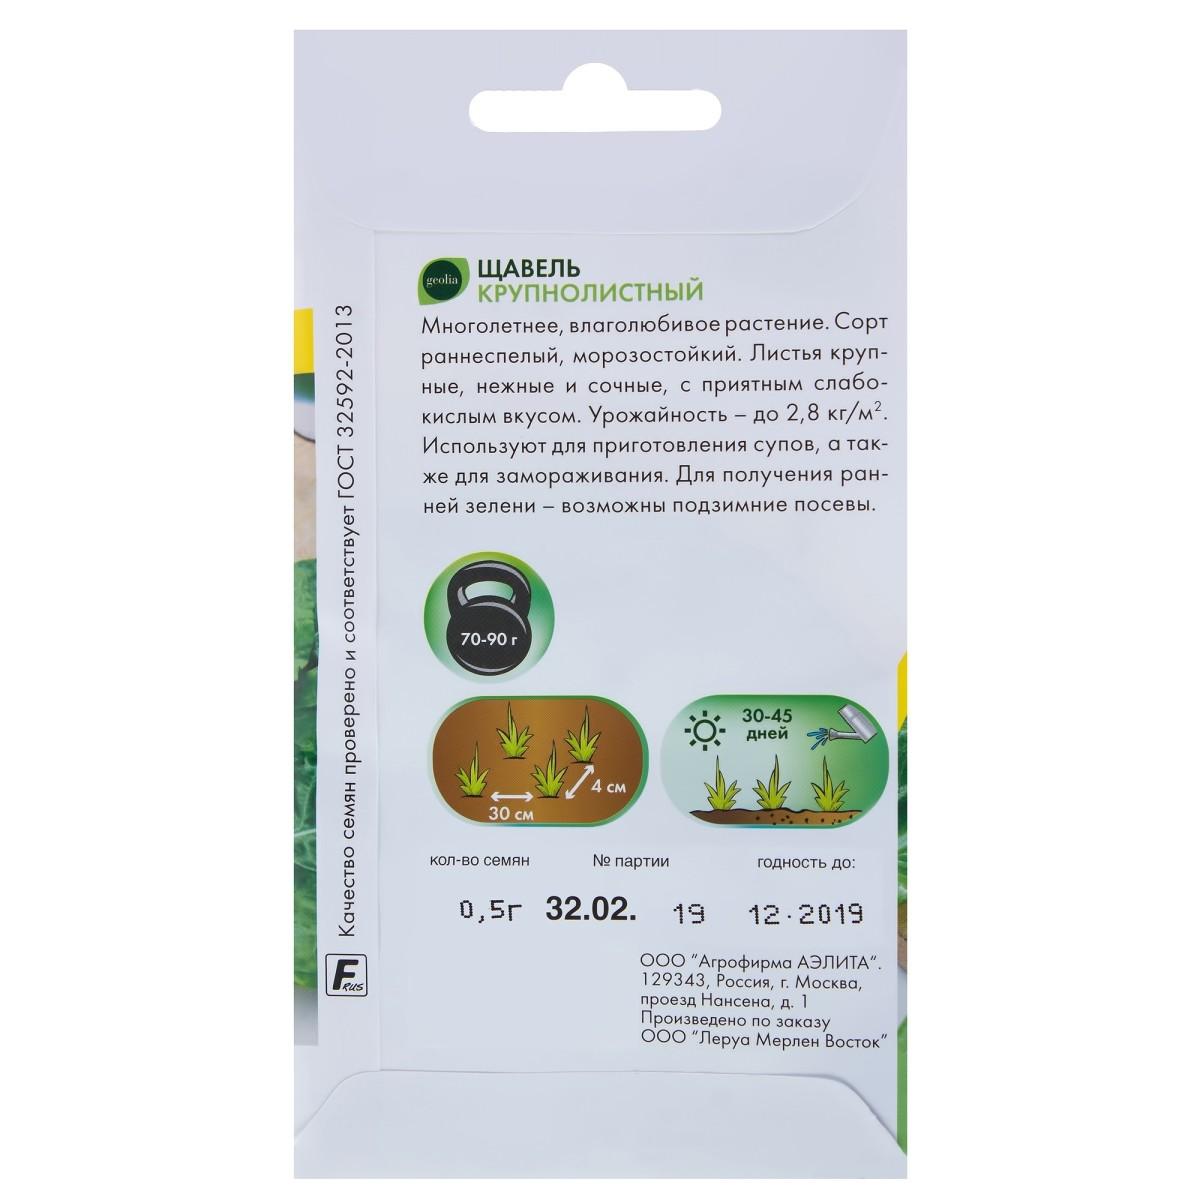 geolia
ЩАВЕЛЬ
КРУПНОЛИСТНЫЙ
Многолетнее, влаголюбивое растение. Сорт
раннеспелый, морозостойкий. Листья круп-
ные, нежные и сочные, с приятным слабо-
кислым вкусом. Урожайность – до 2,8 кг/м².
Используют для приготовления супов, а так-
же для замораживания. Для получения ран-
ней зелени – возможны подзимние посевы.
70-90 г
30 см
4 см
30-45
дней
кол-во семян № партии годность до:
0,5г 32.02. 19 12.2019
ООО "Агрофирма АЭЛИТА".
129343, Россия, г. Москва,
проезд Нансена, д. 1
Произведено по заказу
ООО "Леруа Мерлен Восток"
Качество семян проверено и соответствует ГОСТ 32592-2013
F RUS